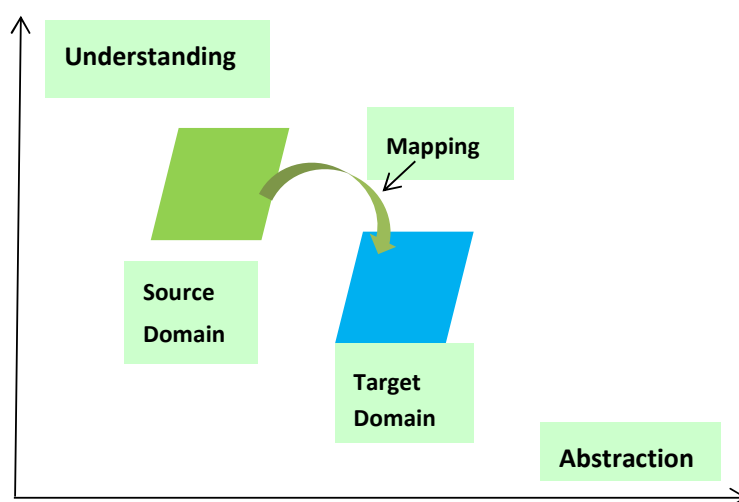 Understanding
Mapping
Source
Domain
Target
Domain
Abstraction